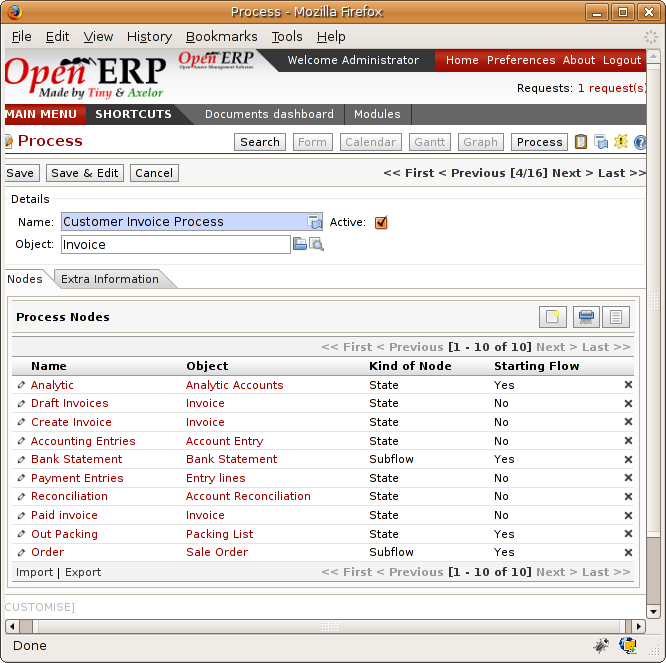 Process - Mozilla Firefox
File Edit View History Bookmarks Tools Help
Open ERP
Made by Tiny & Axelor
Open ERP
Open Source Management Solution
Welcome Administrator
Home Preferences About Logout
Requests: 1 request(s)
MAIN MENU SHORTCUTS Documents dashboard Modules
Process
Search Form Calendar Gantt Graph Process
Save Save & Edit Cancel << First < Previous [4/16] Next > Last >>
Details
Name: Customer Invoice Process Active:
Object: Invoice
Nodes Extra Information
Process Nodes
<< First < Previous [1 - 10 of 10] Next > Last >>
Name Object Kind of Node Starting Flow
Analytic Analytic Accounts State Yes
Draft Invoices Invoice State No
Create Invoice Invoice State No
Accounting Entries Account Entry State No
Bank Statement Bank Statement Subflow Yes
Payment Entries Entry lines State No
Reconciliation Account Reconciliation State No
Paid invoice Invoice State No
Out Packing Packing List State Yes
Order Sale Order Subflow Yes
Import | Export << First < Previous [1 - 10 of 10] Next > Last >>
CUSTOMISE]
Done